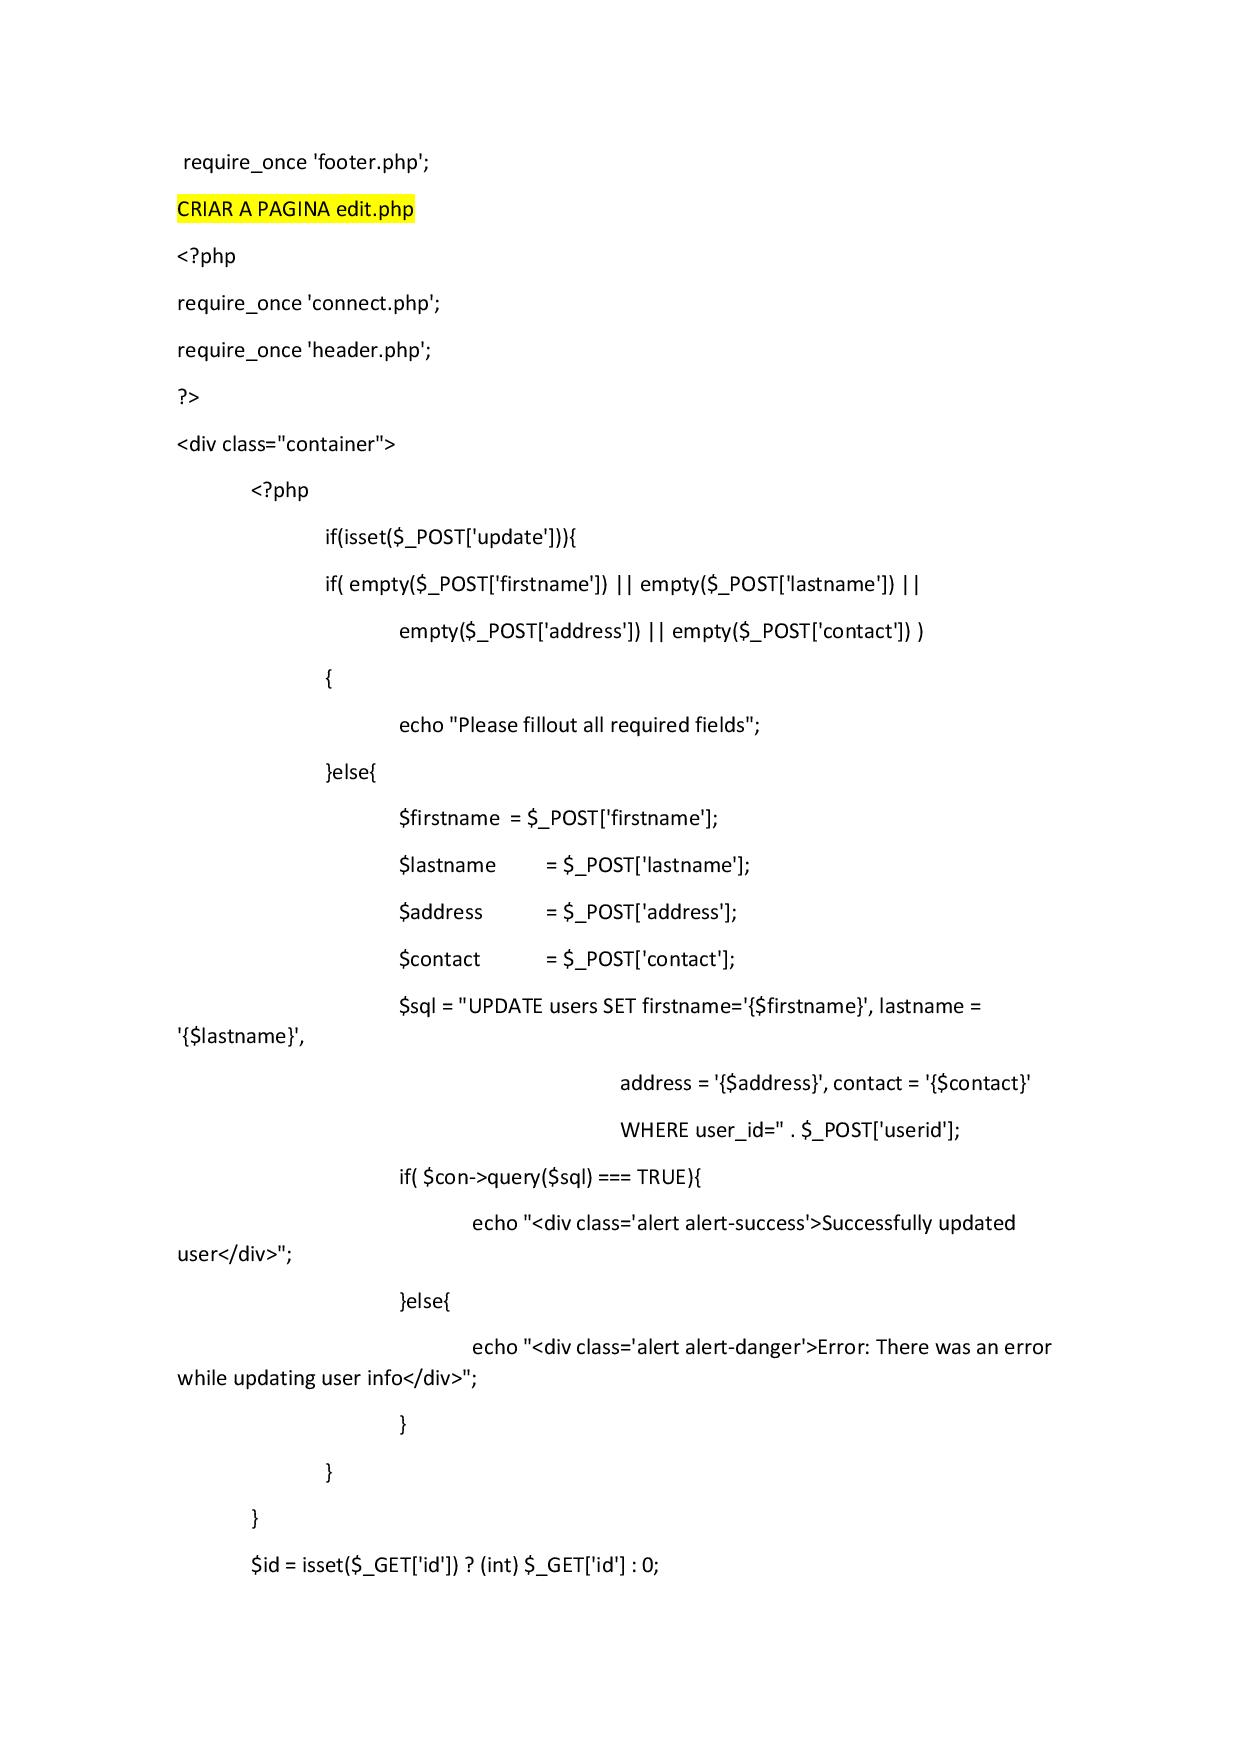 require_once 'footer.php';
CRIAR A PAGINA edit.php
<?php
require_once 'connect.php';
require_once 'header.php';
?>
<div class="container">
<?php
if(isset($_POST['update'])){
if( empty($_POST['firstname']) || empty($_POST['lastname']) ||
empty($_POST['address']) || empty($_POST['contact']) )
{
echo "Please fillout all required fields";
}else{
$firstname = $_POST['firstname'];
$lastname = $_POST['lastname'];
$address = $_POST['address'];
$contact = $_POST['contact'];
$sql = "UPDATE users SET firstname='{$firstname}', lastname =
'{$lastname}',
address = '{$address}', contact = '{$contact}'
WHERE user_id=" . $_POST['userid'];
if( $con->query($sql) === TRUE){
echo "<div class='alert alert-success'>Successfully updated
user</div>";
}else{
echo "<div class='alert alert-danger'>Error: There was an error
while updating user info</div>";
}
}
}
$id = isset($_GET['id']) ? (int) $_GET['id'] : 0;